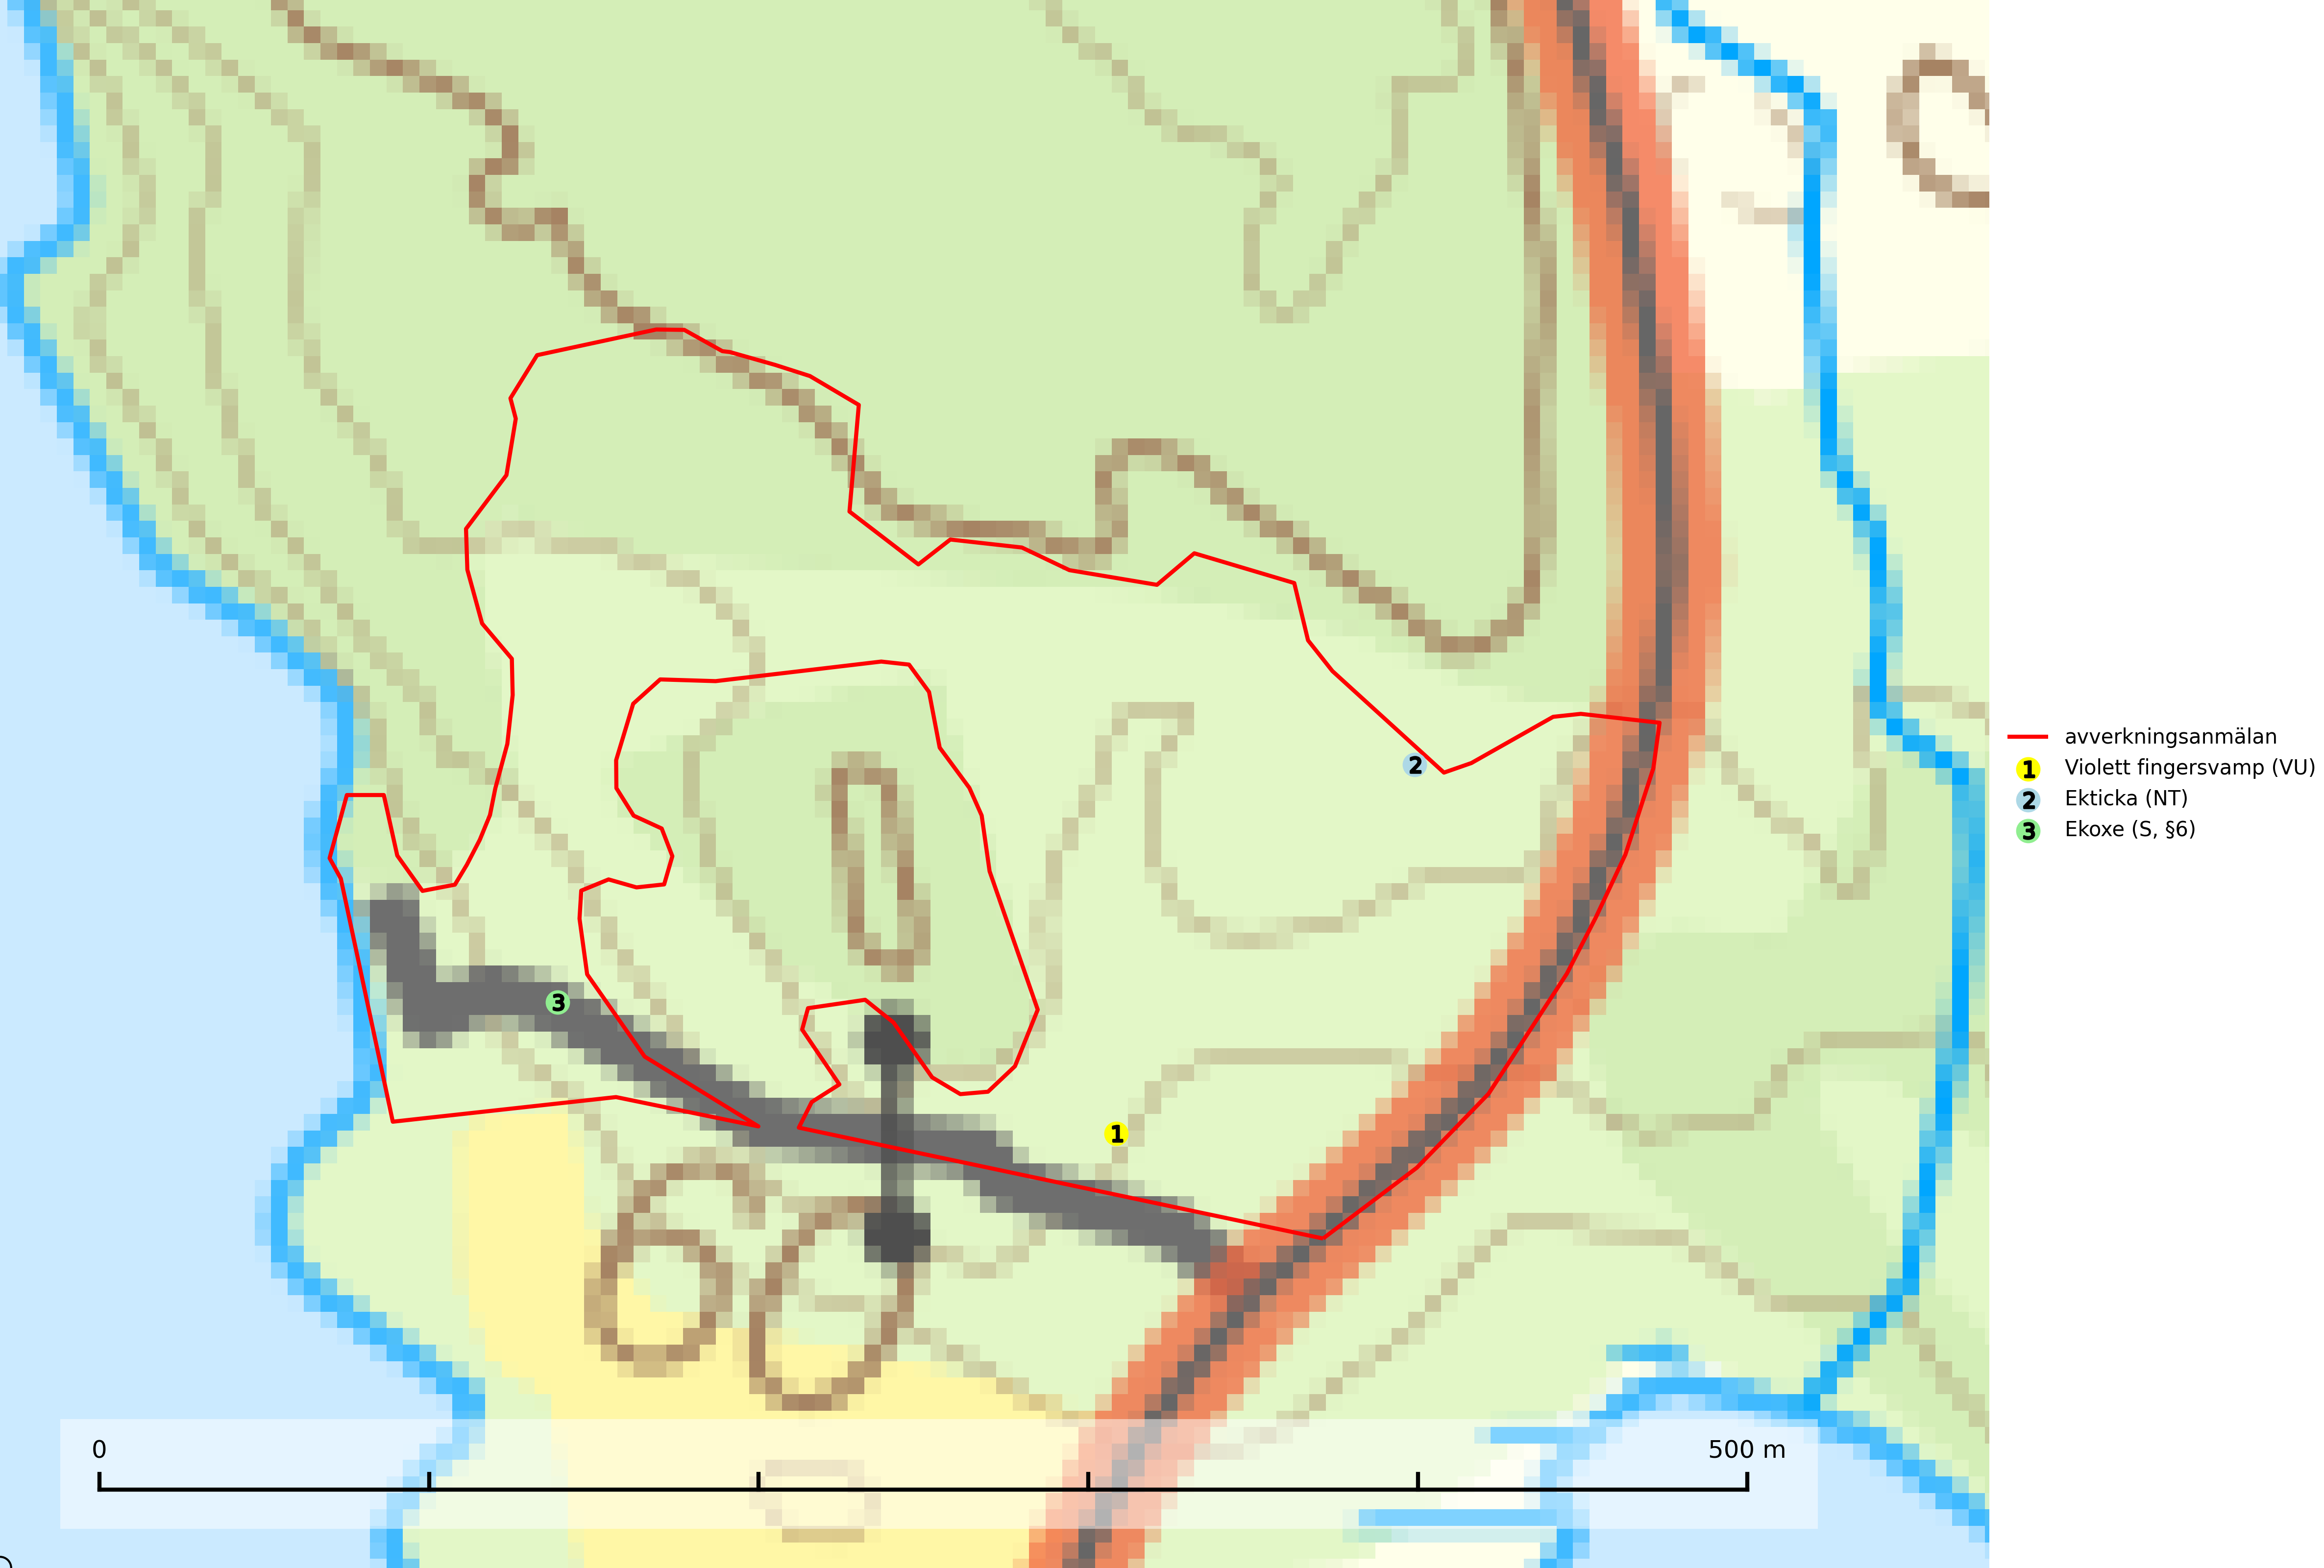 2
3
1
avverkningsanmälan
1 Violett fingersvamp (VU)
2 Ekticka (NT)
3 Ekoxe (S, §6)
0 500 m